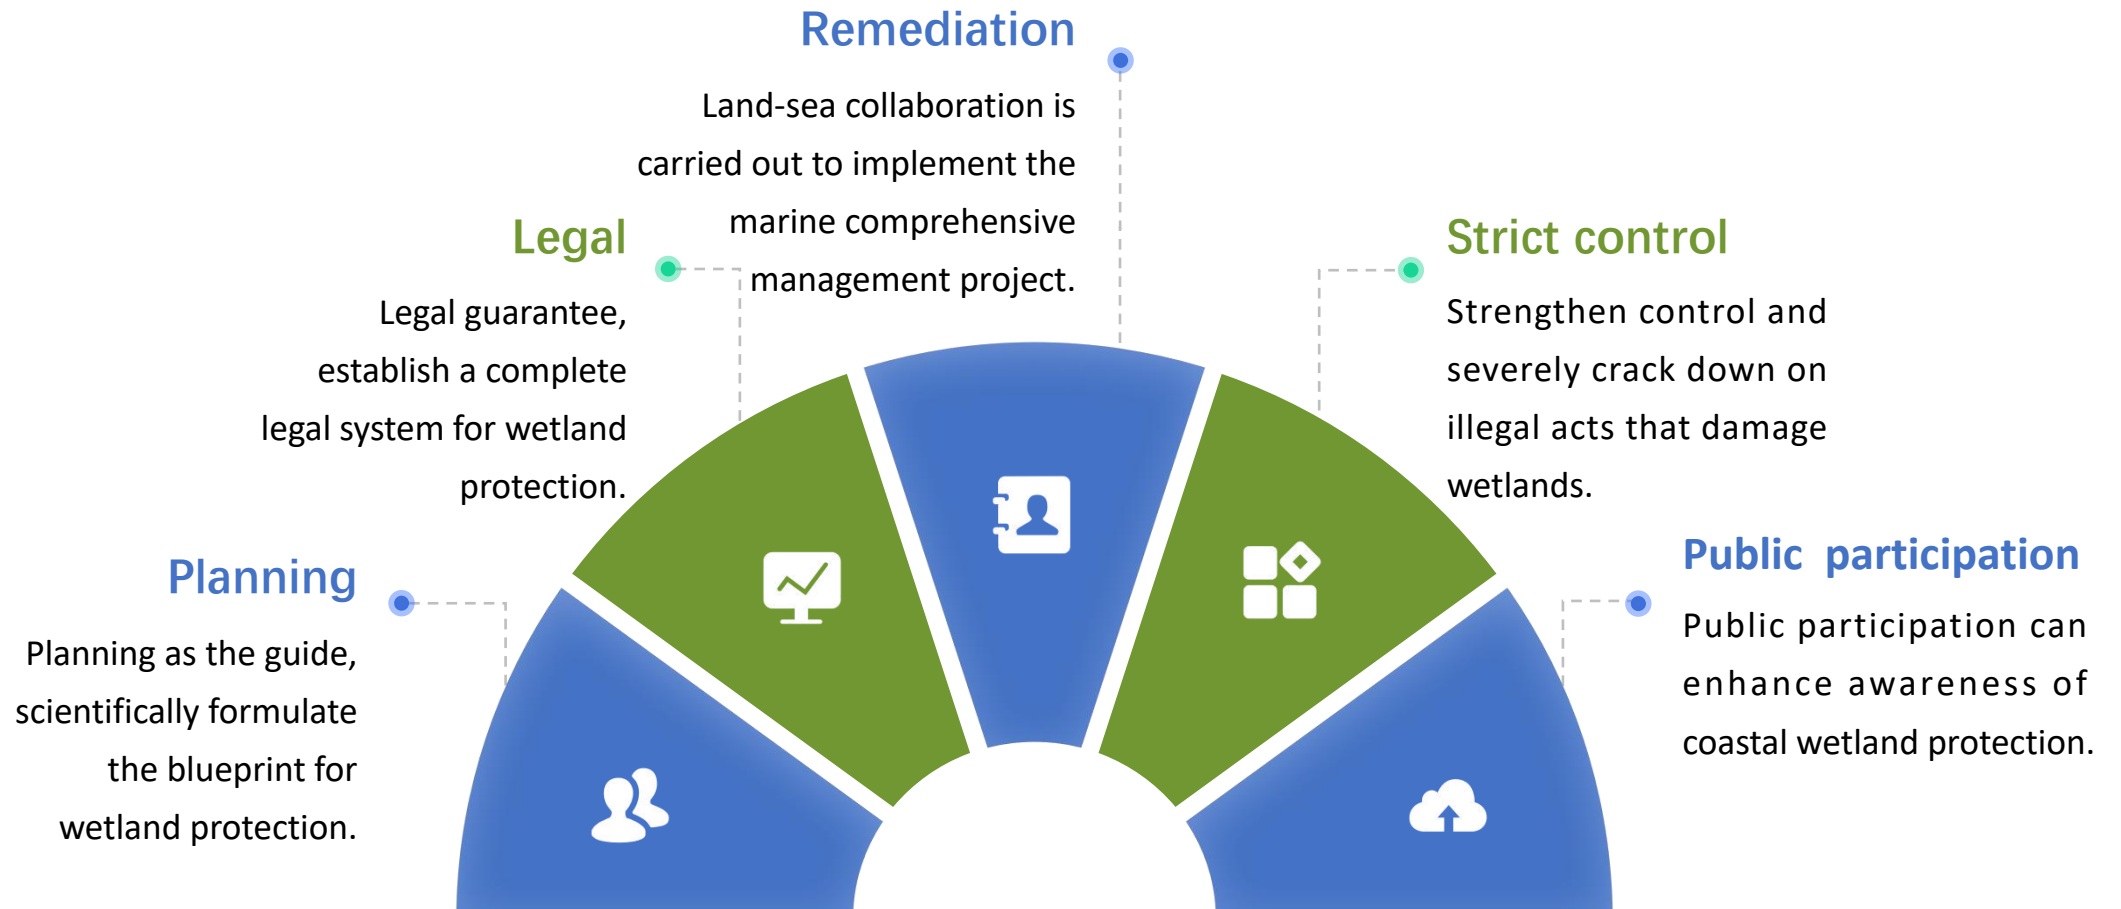 Remediation
Land-sea collaboration is
carried out to implement the
marine comprehensive
management project.
Legal
Legal guarantee,
establish a complete
legal system for wetland
protection.
Strict control
Strengthen control and
severely crack down on
illegal acts that damage
wetlands.
Planning
Planning as the guide,
scientifically formulate
the blueprint for
wetland protection.
Public participation
Public participation can
enhance awareness of
coastal wetland protection.